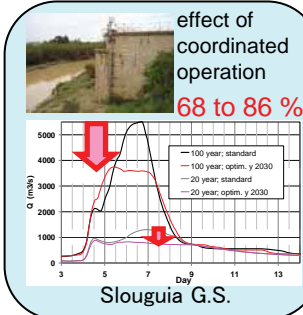 effect of
coordinated
operation
68 to 86 %
Q (m3/s)
5000
4000
3000
2000
1000
0
100 year; standard
100 year; optim. y 2030
20 year; standard
20 year; optim. y 2030
3 5 7 9 11 13
Day
Slouguia G.S.